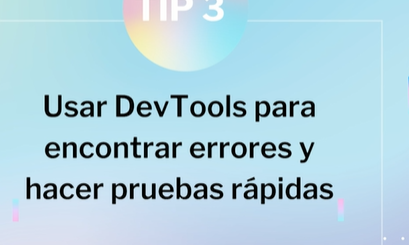 TIP 3
Usar DevTools para
encontrar errores y
hacer pruebas rápidas